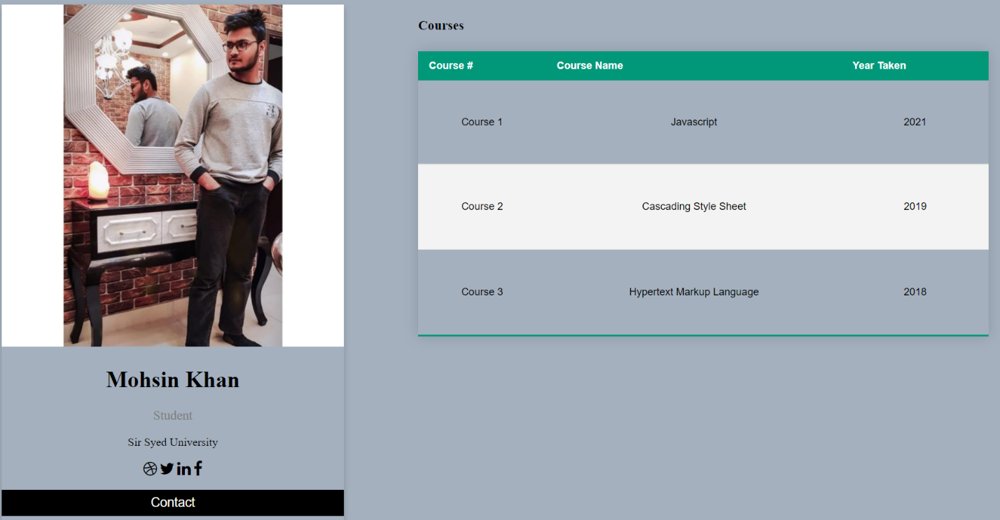 Mohsin Khan
Student
Sir Syed University
Contact
Courses
Course # Course Name Year Taken
Course 1 Javascript 2021
Course 2 Cascading Style Sheet 2019
Course 3 Hypertext Markup Language 2018